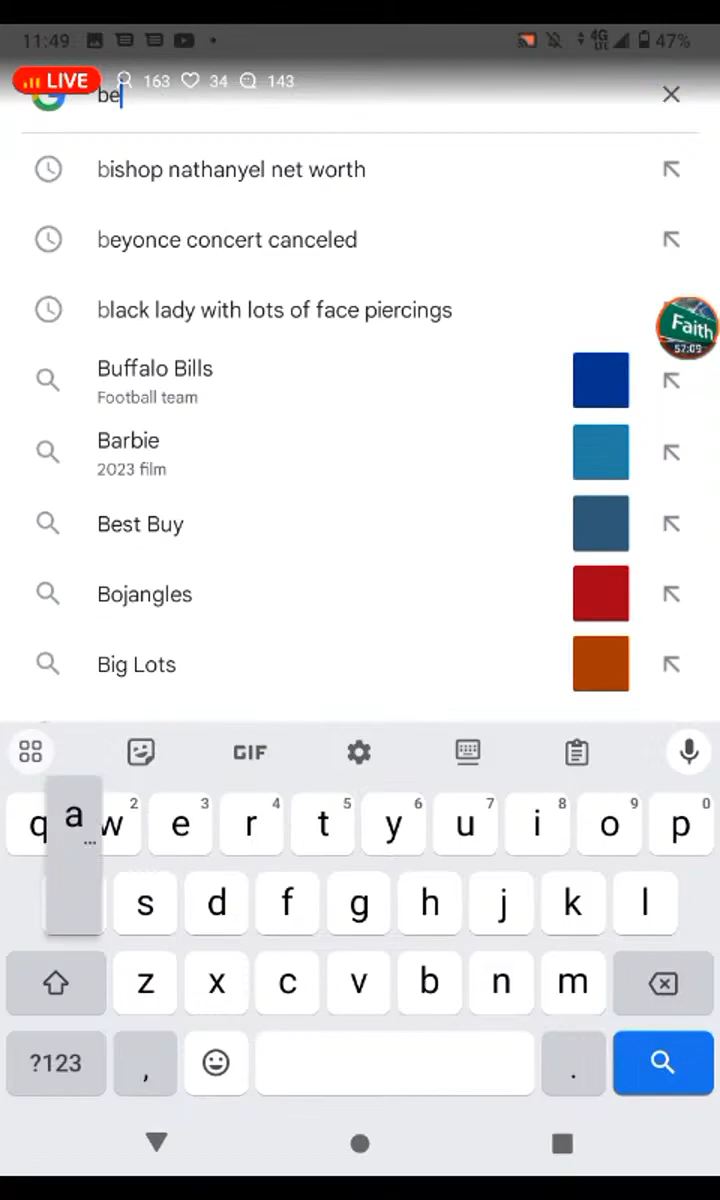 11:49
4G
LTE
47%
LIVE 163 34 143
be
bishop nathanyel net worth
beyonce concert canceled
black lady with lots of face piercings
Faith
57:09
Buffalo Bills
Football team
Barbie
2023 film
Best Buy
Bojangles
Big Lots
GIF
q w 2 e 3 r 4 t 5 y 6 u 7 i 8 o 9 p 0
a ... s d f g h j k l
z x c v b n m
?123 , .